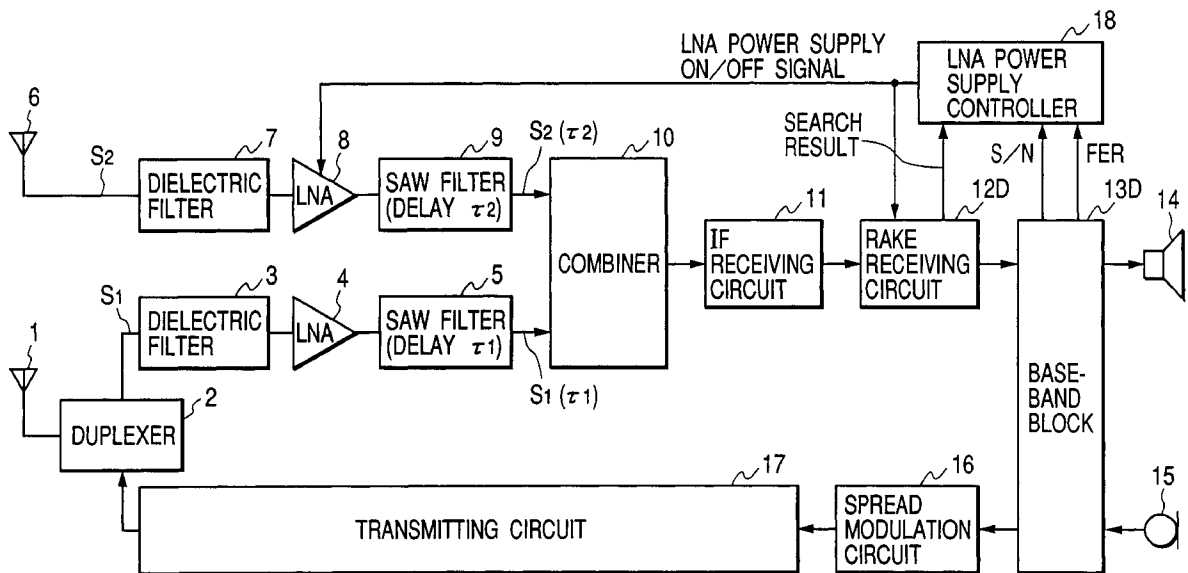 18
LNA POWER SUPPLY
ON/OFF SIGNAL
LNA POWER
SUPPLY
CONTROLLER
6
S2
7
DIELECTRIC
FILTER
8
LNA
9
SAW FILTER
(DELAY τ2)
S2 (τ2)
10
COMBINER
SEARCH
RESULT
S/N
FER
11
IF
RECEIVING
CIRCUIT
12D
RAKE
RECEIVING
CIRCUIT
13D
BASE-
BAND
BLOCK
14
1
S1
3
DIELECTRIC
FILTER
4
LNA
5
SAW FILTER
(DELAY τ1)
S1 (τ1)
2
DUPLEXER
17
TRANSMITTING CIRCUIT
16
SPREAD
MODULATION
CIRCUIT
15